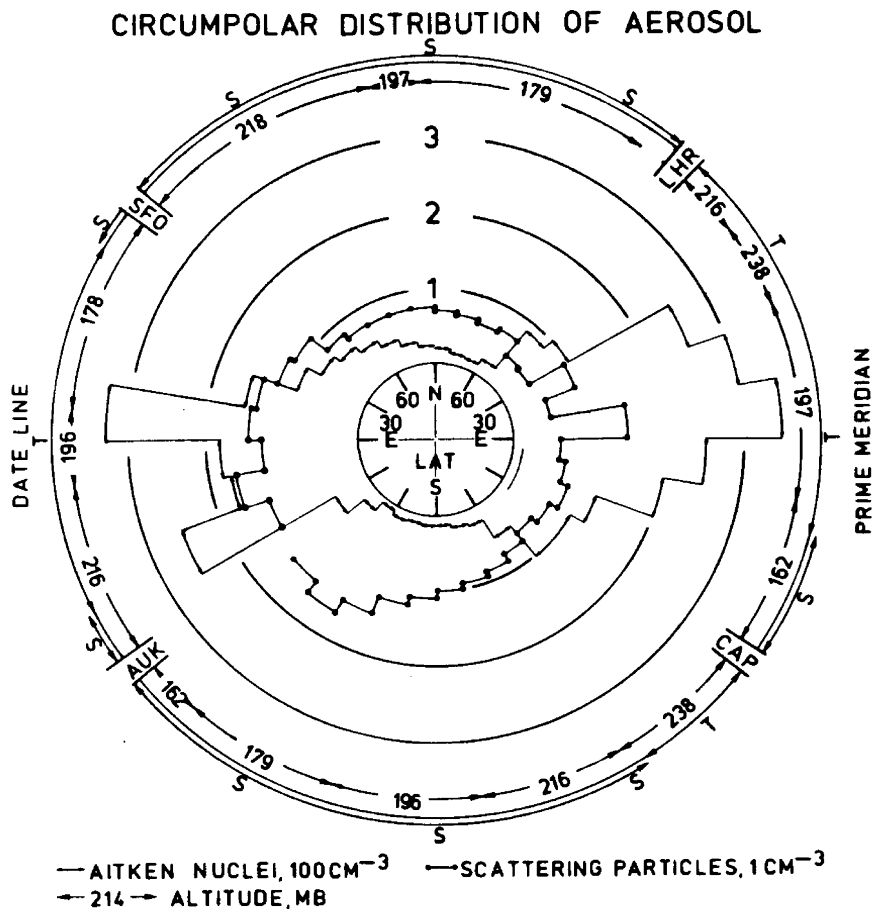 CIRCUMPOLAR DISTRIBUTION OF AEROSOL
S
197
179
S
S
218
3
LHR
SFO
216
T
S
2
238
178
1
DATE LINE
T
196
60 N 60
30 30
E E
LAT
S
197
T
PRIME MERIDIAN
216
162
S
S
AUK
CAP
162
238
T
179
216
S
196
S
S
AITKEN NUCLEI, 100CM⁻³
SCATTERING PARTICLES, 1CM⁻³
214 ALTITUDE, MB